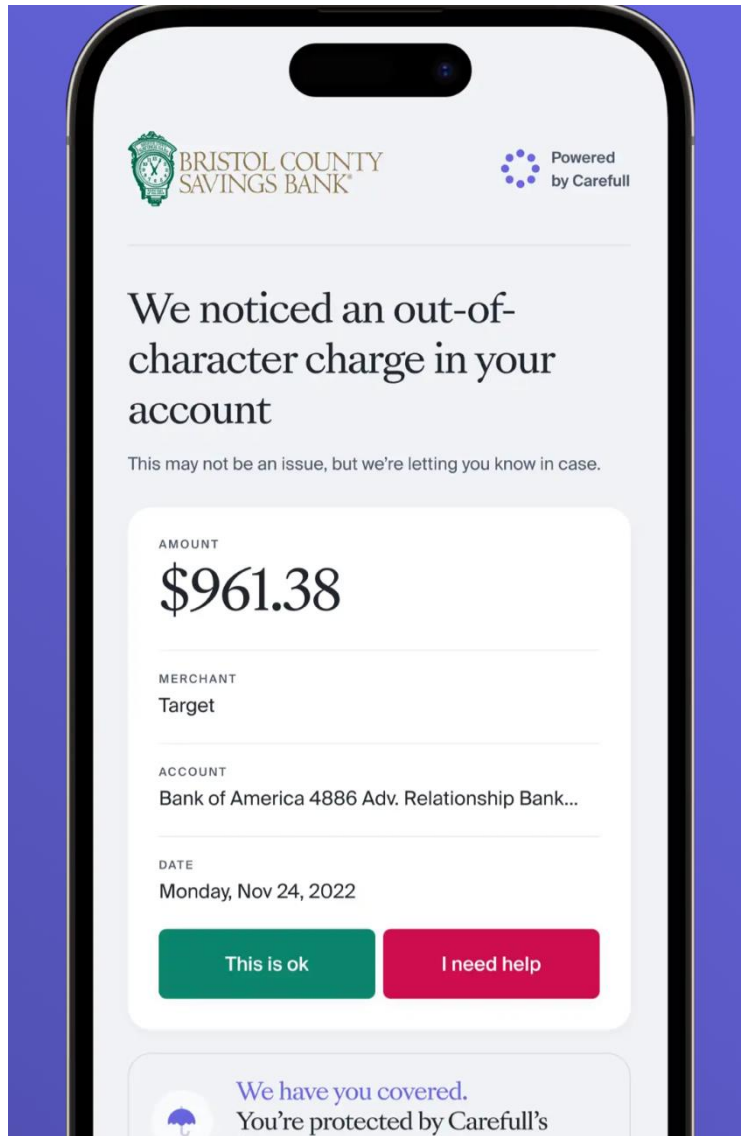 BRISTOL COUNTY
SAVINGS BANK®
Powered
by Carefull
We noticed an out-of-
character charge in your
account
This may not be an issue, but we're letting you know in case.
AMOUNT
$961.38
MERCHANT
Target
ACCOUNT
Bank of America 4886 Adv. Relationship Bank...
DATE
Monday, Nov 24, 2022
This is ok
I need help
We have you covered.
You're protected by Carefull's